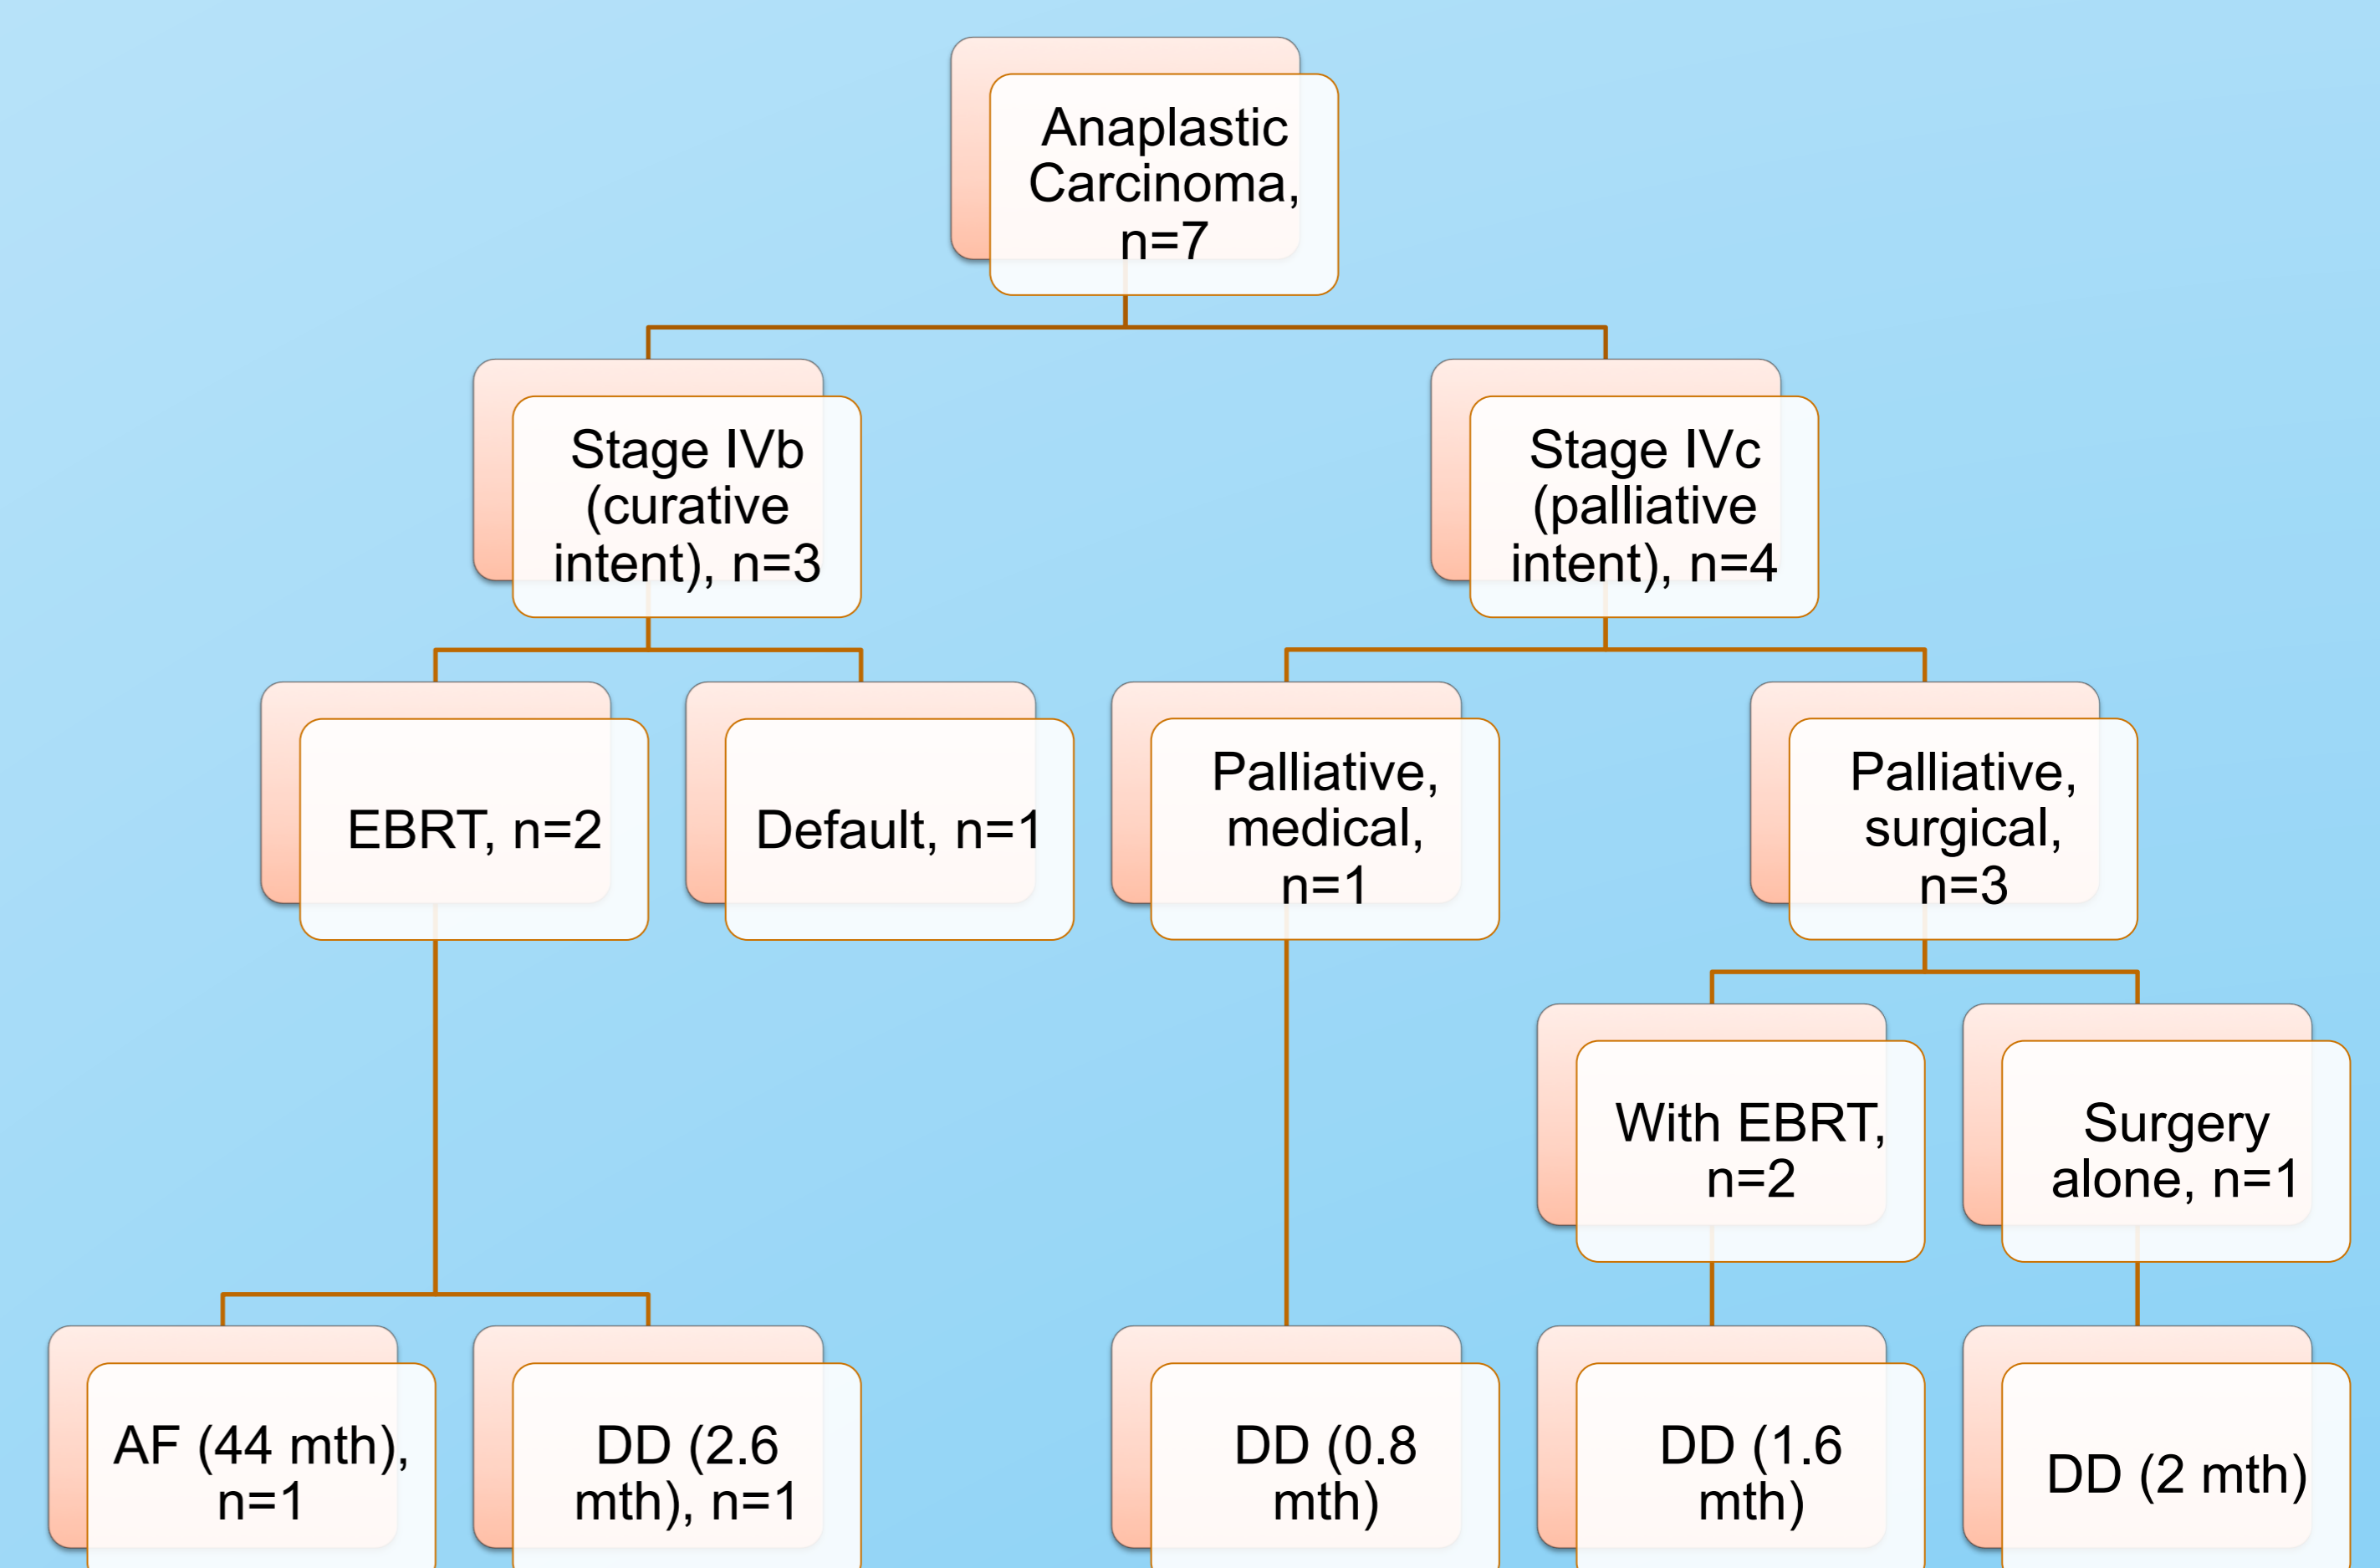 Anaplastic
Carcinoma,
n=7
Stage IVb
(curative
intent), n=3
Stage IVc
(palliative
intent), n=4
EBRT, n=2
Default, n=1
Palliative,
medical,
n=1
Palliative,
surgical,
n=3
With EBRT,
n=2
Surgery
alone, n=1
AF (44 mth),
n=1
DD (2.6
mth), n=1
DD (0.8
mth)
DD (1.6
mth)
DD (2 mth)